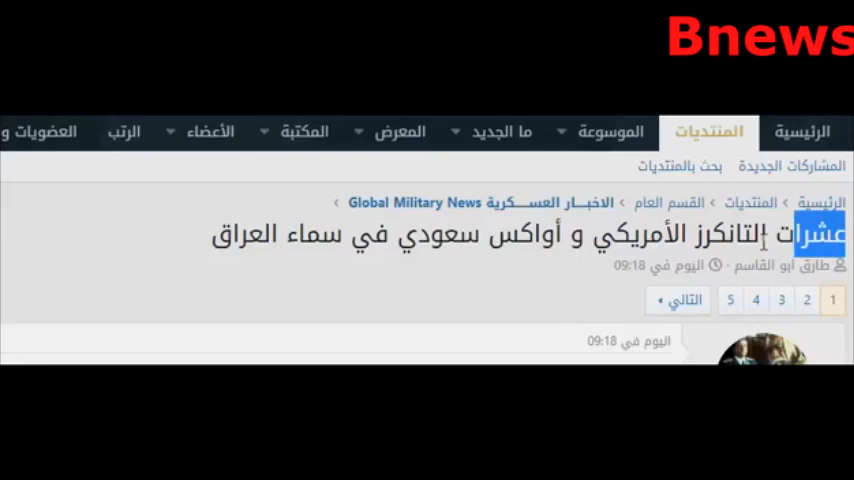 Bnews
الرئيسية المنتديات الموسوعة ما الجديد المعرض المكتبة الأعضاء الرتب العضويات و
المشاركات الجديدة بحث بالمنتديات
الرئيسية › المنتديات › القسم العام › الاخبـــار العســـكرية Global Military News ›
عشرات التانكرز الأمريكي و أواكس سعودي في سماء العراق
طارق ابو القاسم · اليوم في 09:18
1 2 3 4 5 التالي
اليوم في 09:18